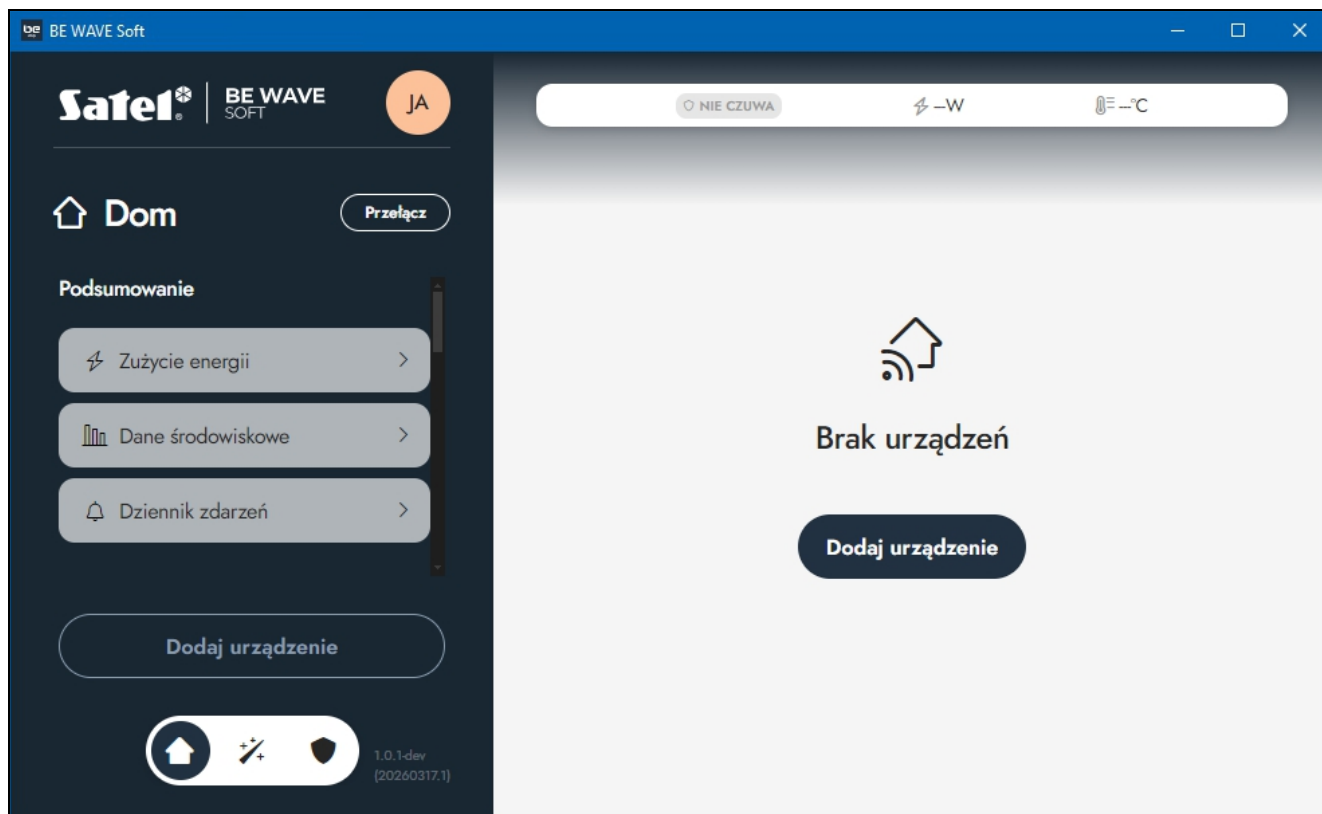 be BE WAVE Soft
Satel® BE WAVE SOFT JA
NIE CZUWA –W –°C
Dom Przełącz
Podsumowanie
Zużycie energii
Dane środowiskowe
Dziennik zdarzeń
Brak urządzeń
Dodaj urządzenie
Dodaj urządzenie
1.0.1-dev
(20260317.1)